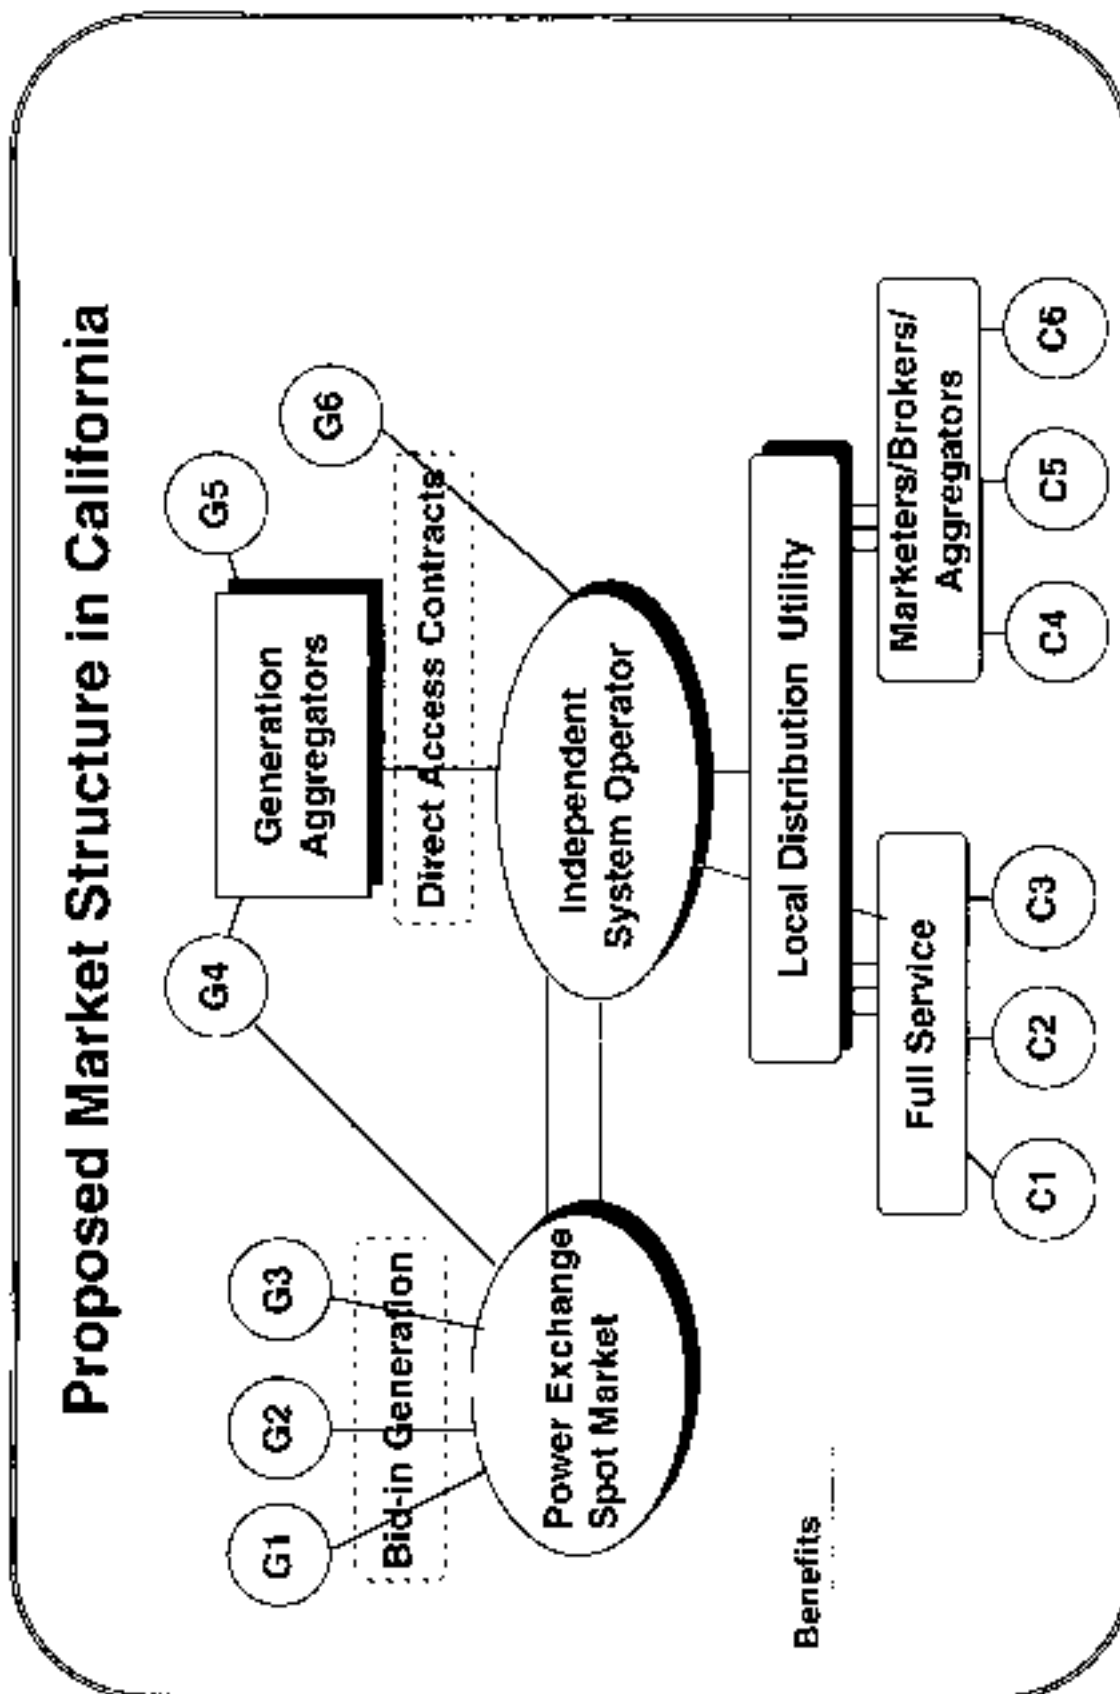 Proposed Market Structure in California
G1
G2
G3
G4
G5
G6
Generation
Aggregators
Bid-in Generation
Direct Access Contracts
Power Exchange
Spot Market
Independent
System Operator
Local Distribution Utility
Full Service
Marketers/Brokers/
Aggregators
C1
C2
C3
C4
C5
C6
Benefits